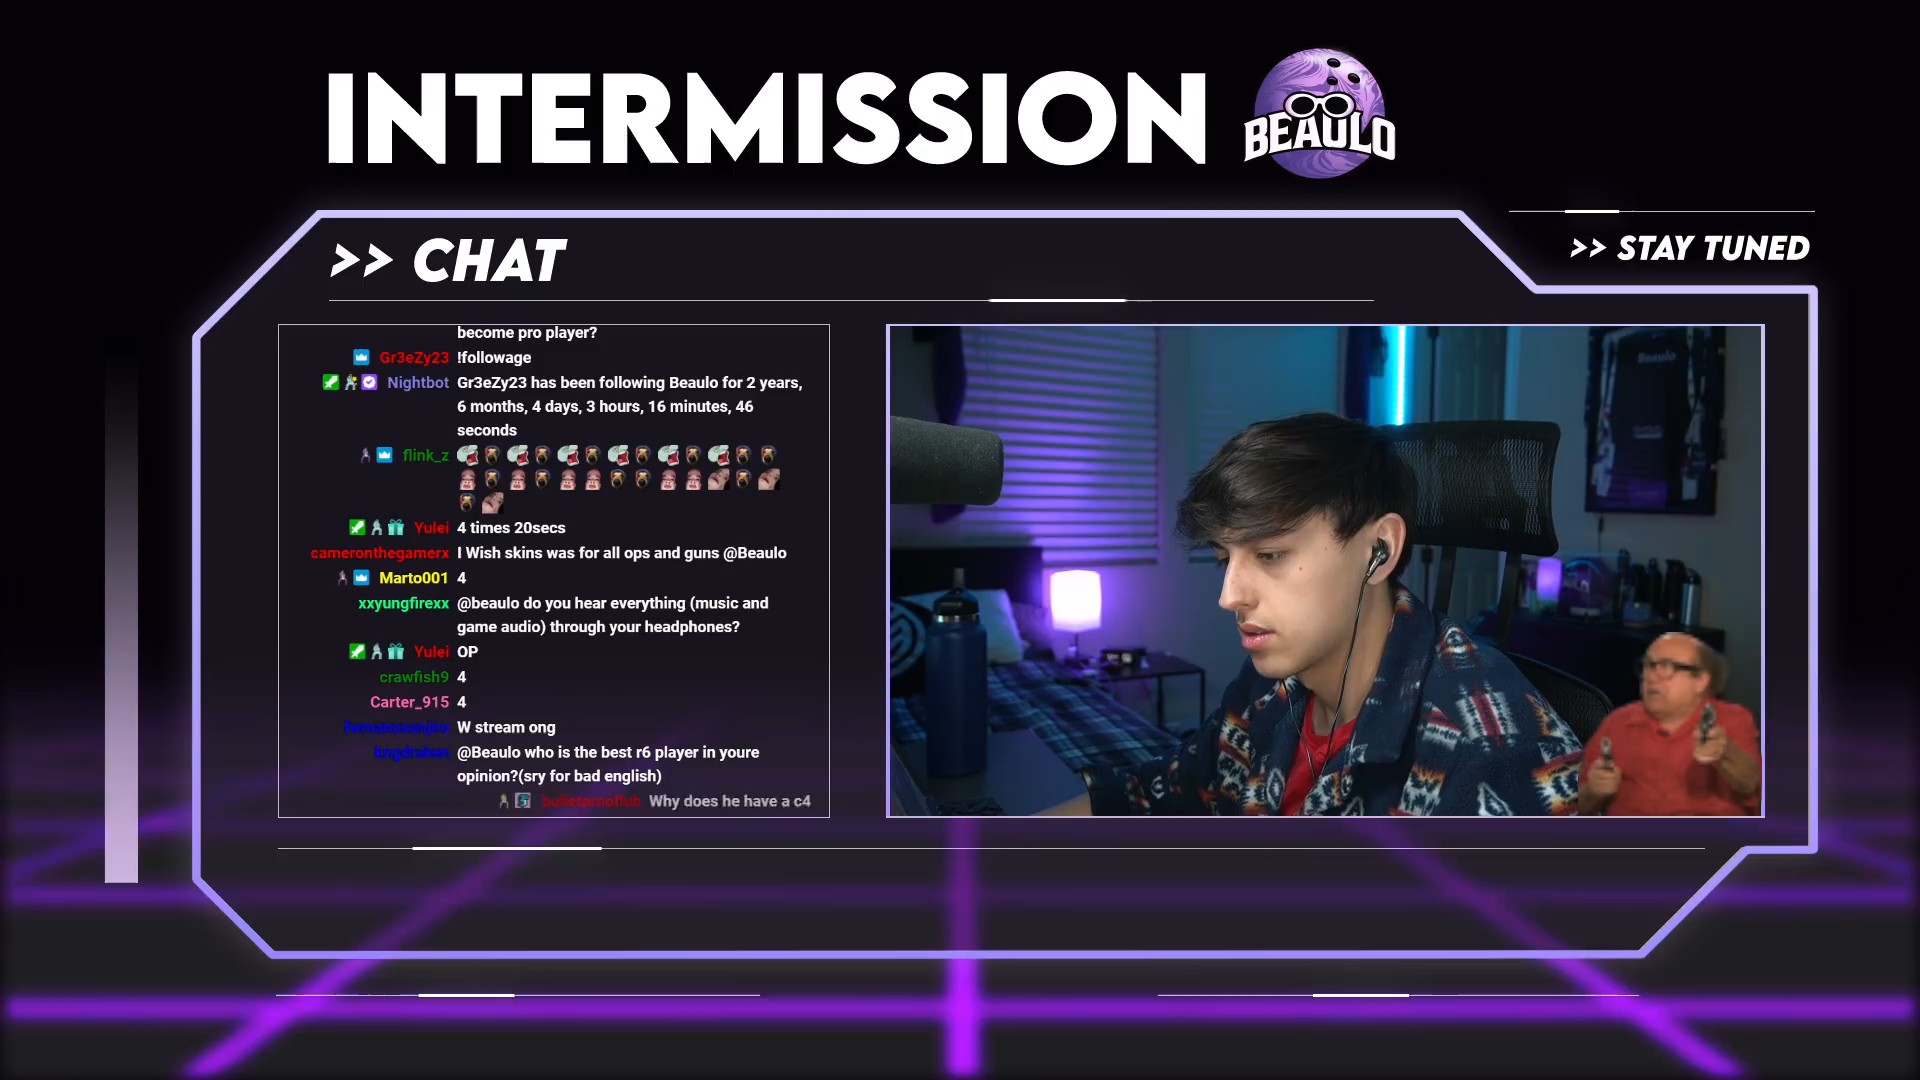 INTERMISSION
BEAULO
>> CHAT
>> STAY TUNED
become pro player?
Gr3eZy23 !followage
Nightbot Gr3eZy23 has been following Beaulo for 2 years,
6 months, 4 days, 3 hours, 16 minutes, 46
seconds
flink_z
Yulei 4 times 20secs
cameronthegamerx I Wish skins was for all ops and guns @Beaulo
Marto001 4
xxyungfirexx @beaulo do you hear everything (music and
game audio) through your headphones?
Yulei OP
crawfish9 4
Carter_915 4
W stream ong
@Beaulo who is the best r6 player in youre
opinion?(sry for bad english)
Why does he have a c4
Beaulo